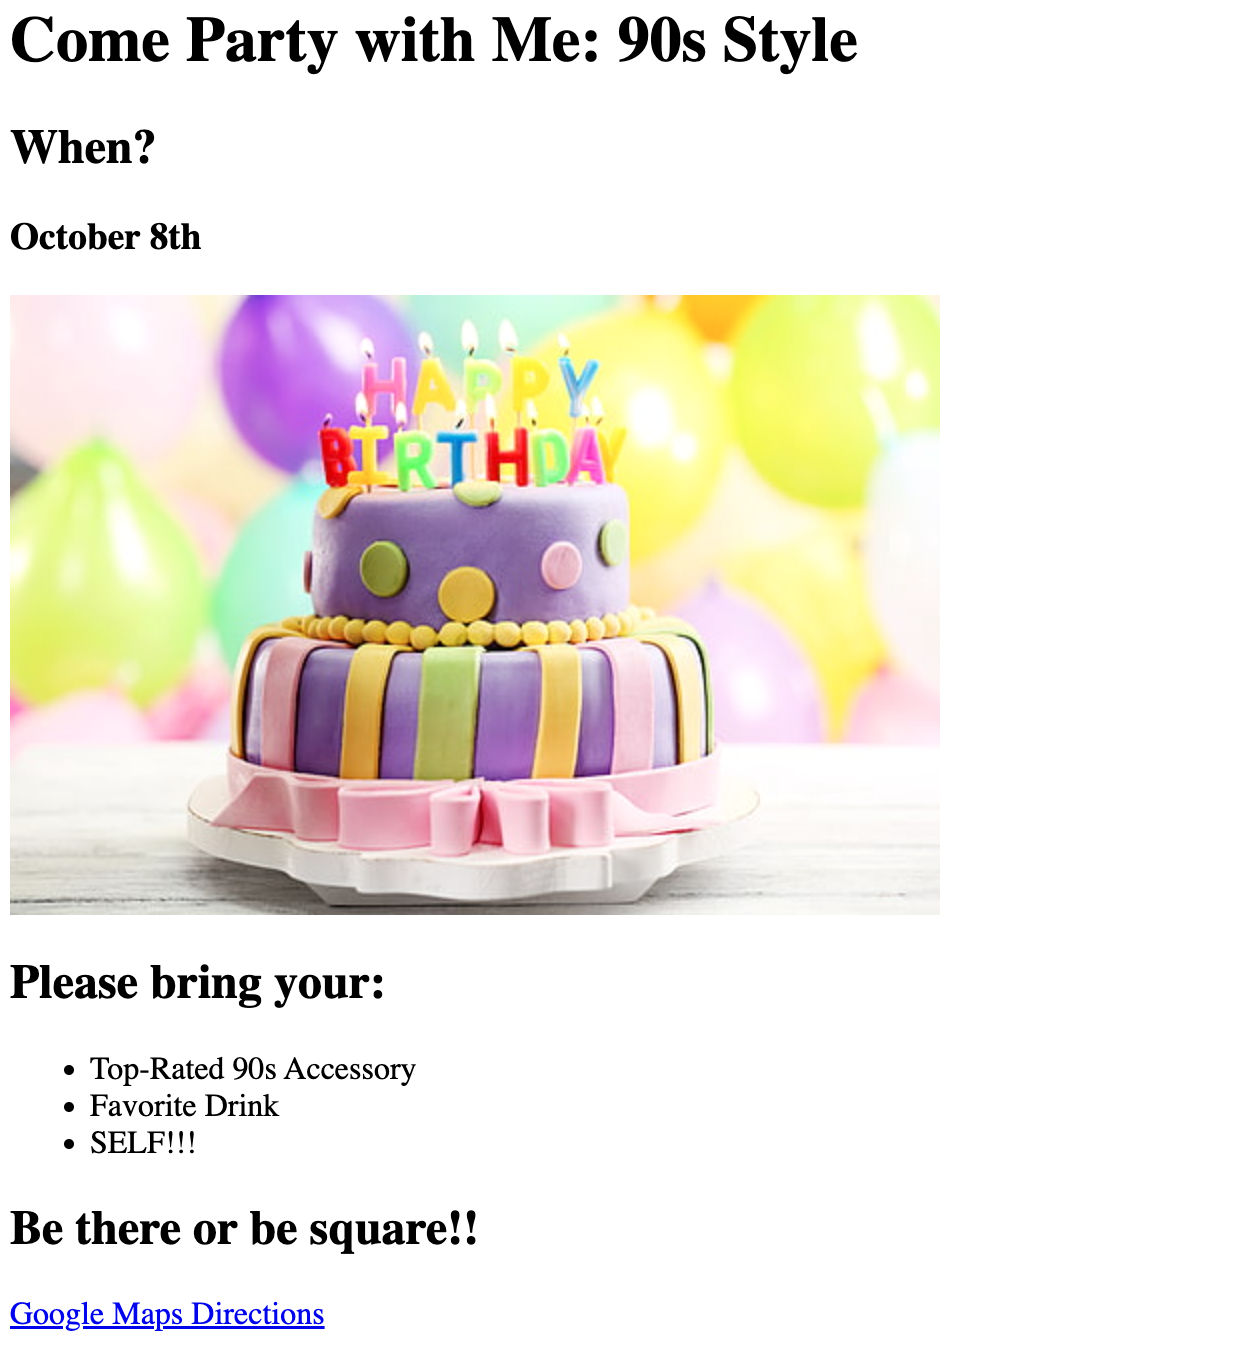 Come Party with Me: 90s Style
When?
October 8th
HAPPY
BIRTHDAY
Please bring your:
Top-Rated 90s Accessory
Favorite Drink
SELF!!!
Be there or be square!!
Google Maps Directions